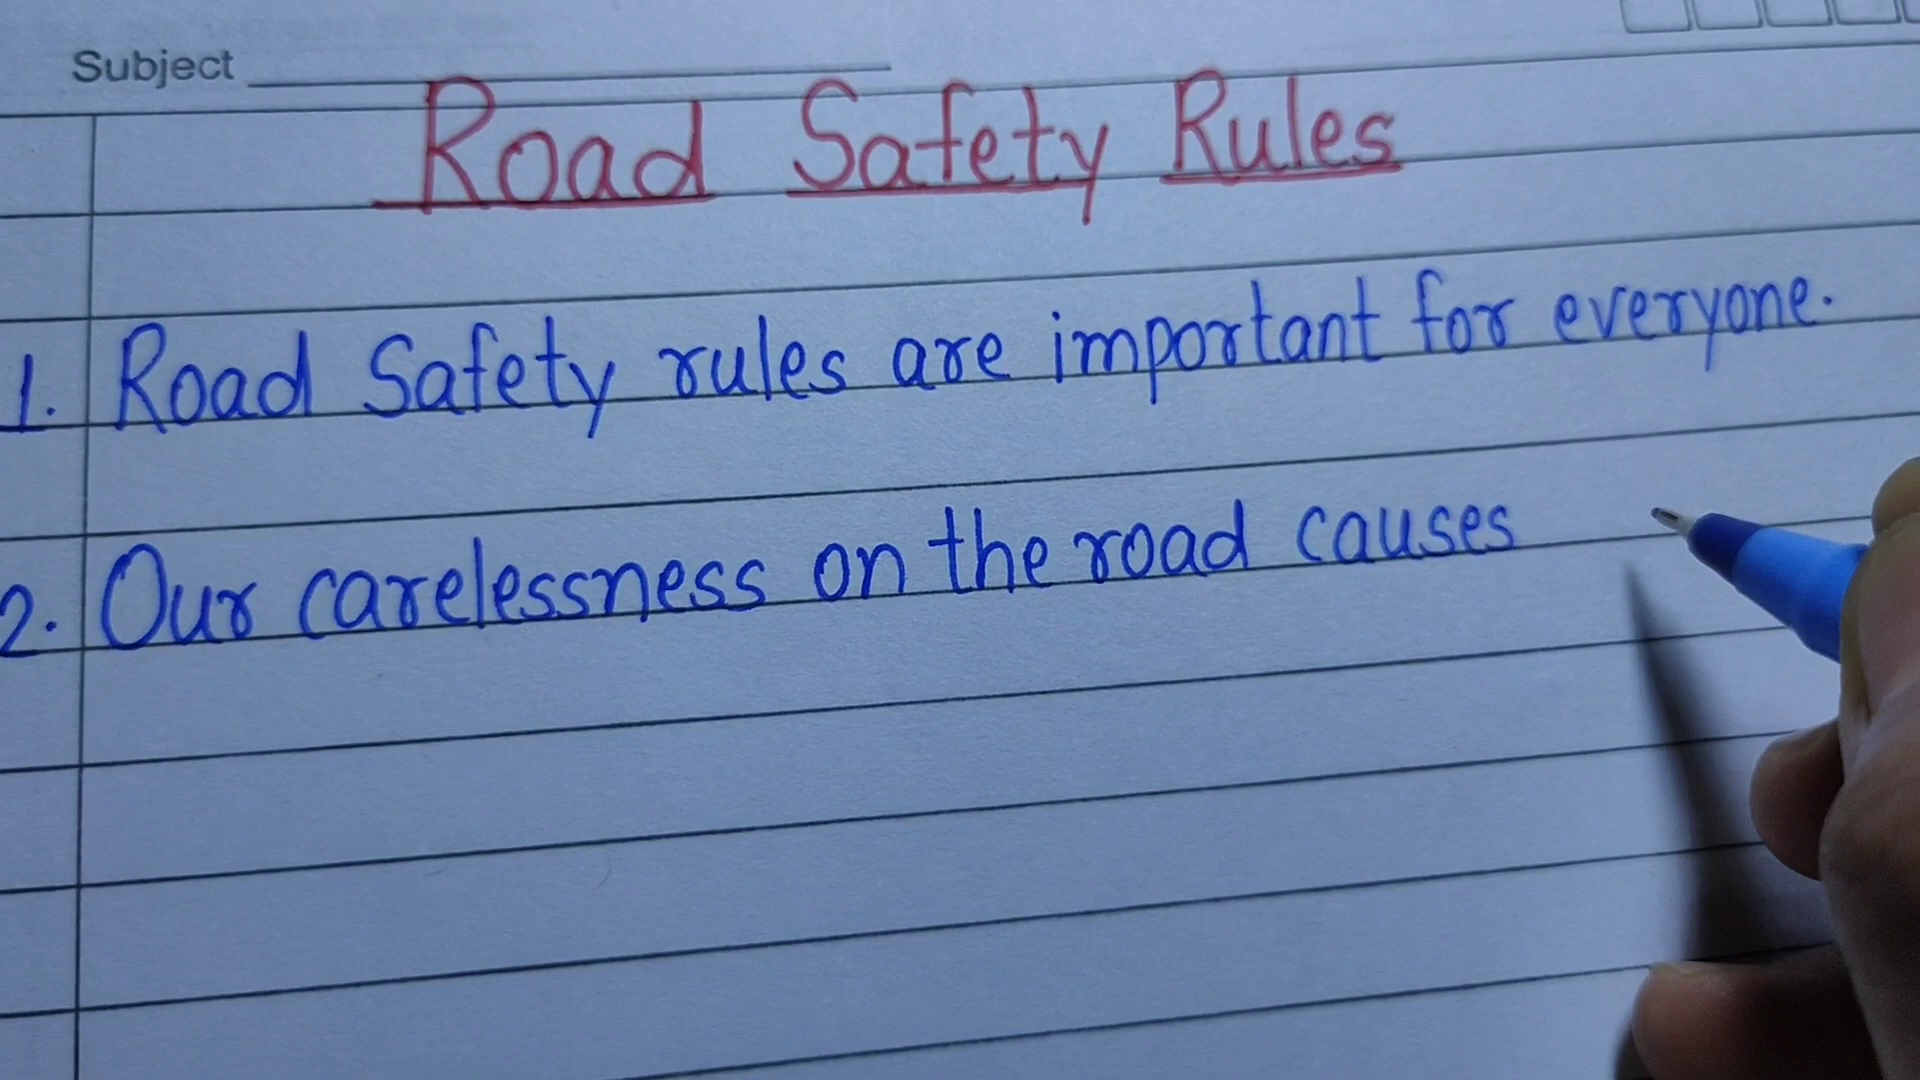 Subject
Road Safety Rules
1. Road Safety rules are important for everyone.
2. Our carelessness on the road causes